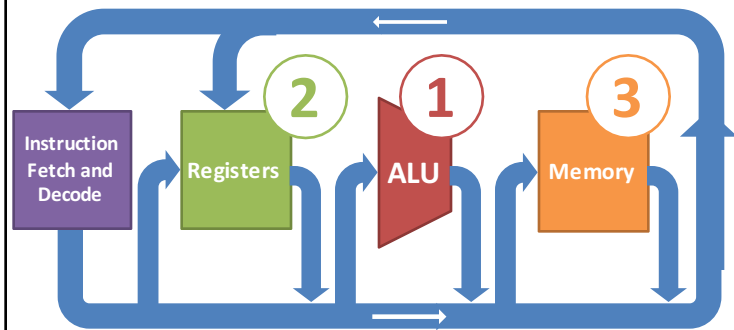 2
1
3
Instruction
Fetch and
Decode
Registers
ALU
Memory